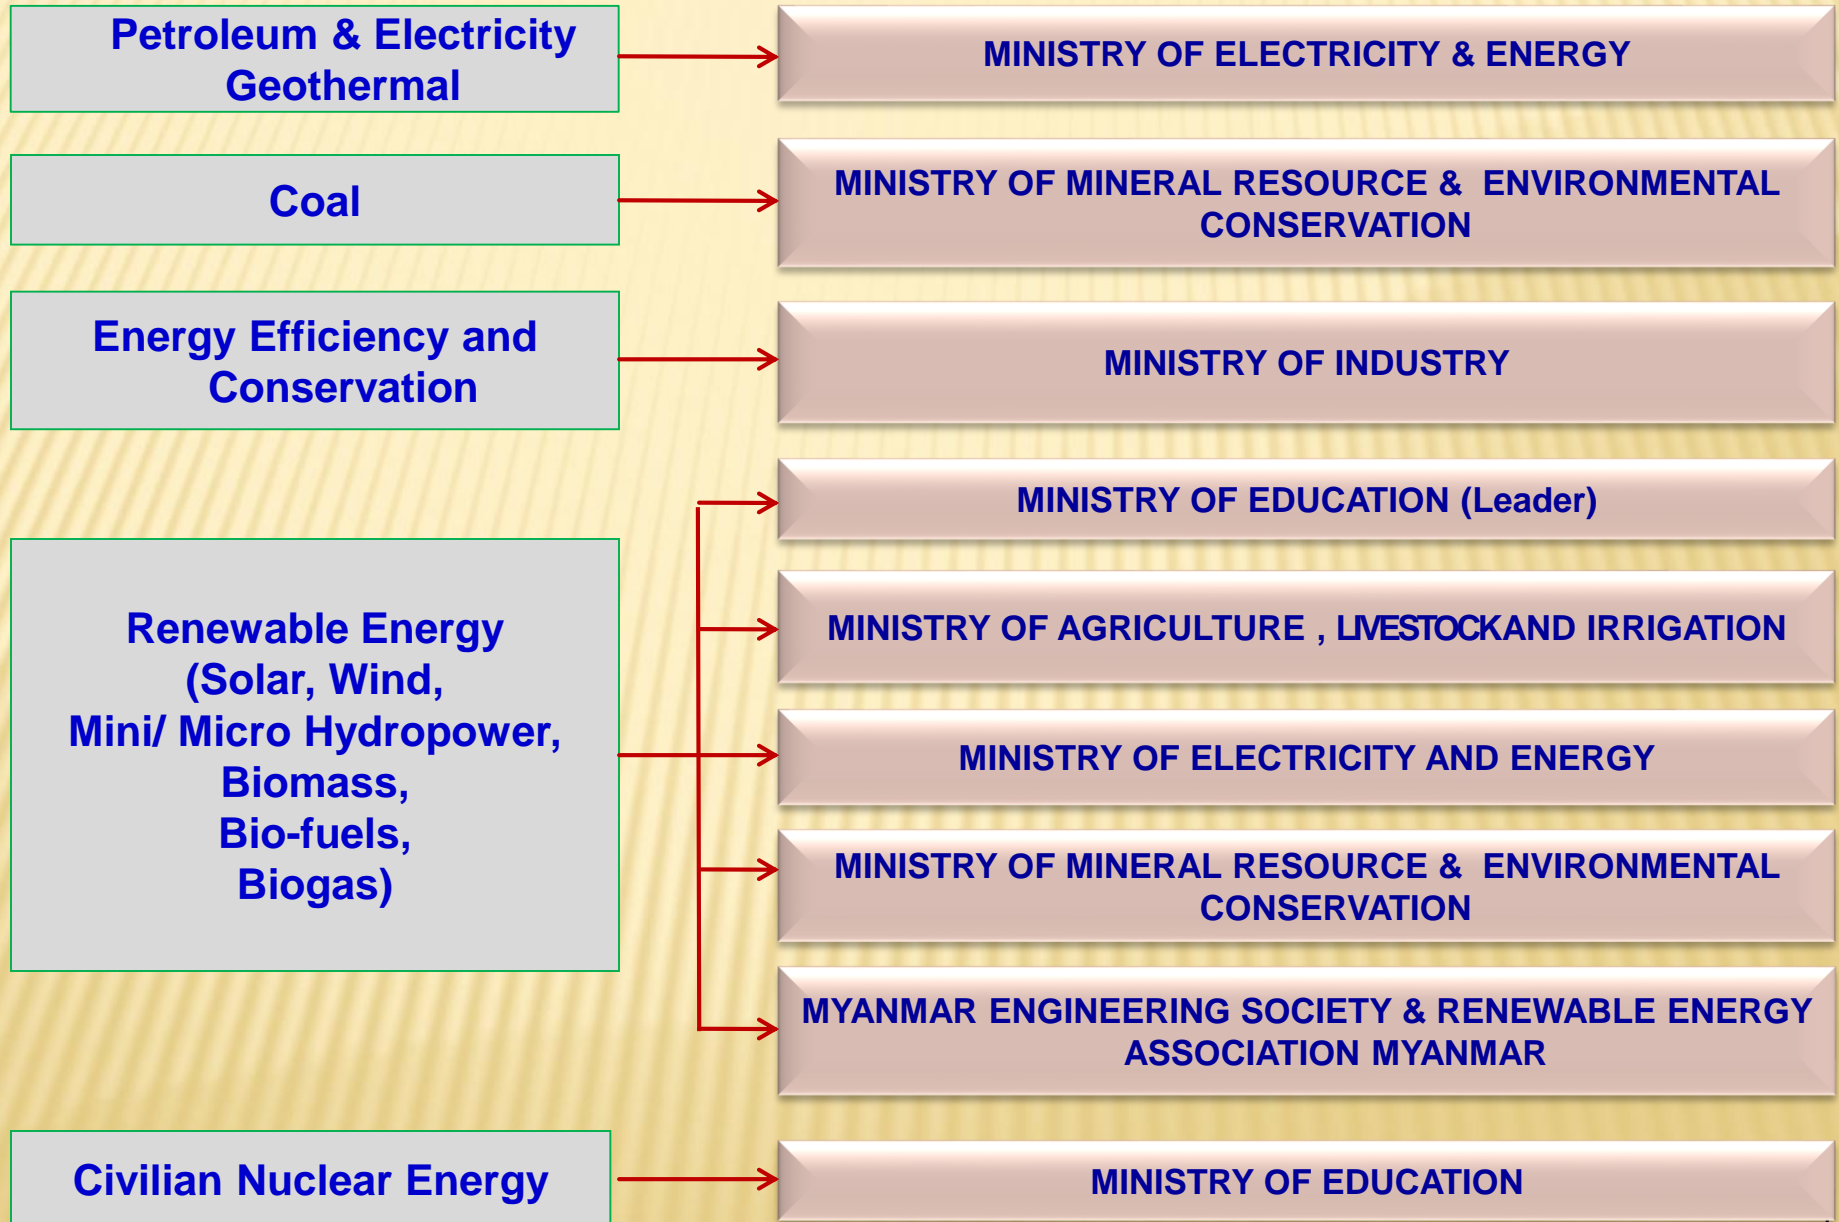 Petroleum & Electricity
Geothermal
MINISTRY OF ELECTRICITY & ENERGY
Coal
MINISTRY OF MINERAL RESOURCE & ENVIRONMENTAL
CONSERVATION
Energy Efficiency and
Conservation
MINISTRY OF INDUSTRY
Renewable Energy
(Solar, Wind,
Mini/ Micro Hydropower,
Biomass,
Bio-fuels,
Biogas)
MINISTRY OF EDUCATION (Leader)
MINISTRY OF AGRICULTURE , LIVESTOCKAND IRRIGATION
MINISTRY OF ELECTRICITY AND ENERGY
MINISTRY OF MINERAL RESOURCE & ENVIRONMENTAL
CONSERVATION
MYANMAR ENGINEERING SOCIETY & RENEWABLE ENERGY
ASSOCIATION MYANMAR
Civilian Nuclear Energy
MINISTRY OF EDUCATION